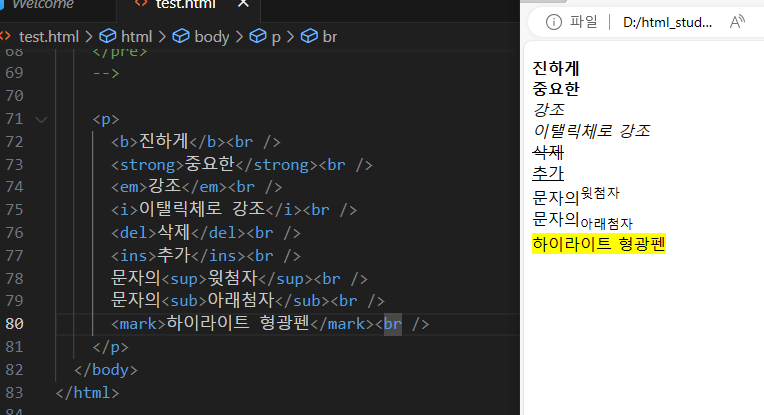 Welcome
test.html
test.html > html > body > p > br
68 </pre>
69 -->
70
71 <p>
72 <b>진하게</b><br />
73 <strong>중요한</strong><br />
74 <em>강조</em><br />
75 <i>이탤릭체로 강조</i><br />
76 <del>삭제</del><br />
77 <ins>추가</ins><br />
78 문자의<sup>윗첨자</sup><br />
79 문자의<sub>아래첨자</sub><br />
80 <mark>하이라이트 형광펜</mark><br />
81 </p>
82 </body>
83 </html>
84
파일 D:/html_stud...
진하게
중요한
강조
이탤릭체로 강조
삭제
추가
문자의윗첨자
문자의아래첨자
하이라이트 형광펜